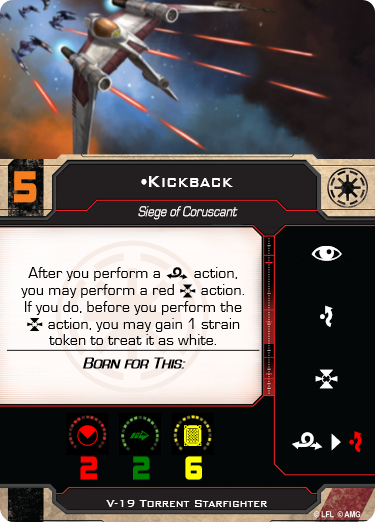 5
•Kickback
Siege of Coruscant
After you perform a action,
you may perform a red action.
If you do, before you perform the
action, you may gain 1 strain
token to treat it as white.
Born for This:
2 2 6
V-19 Torrent Starfighter
© LFL © AMG